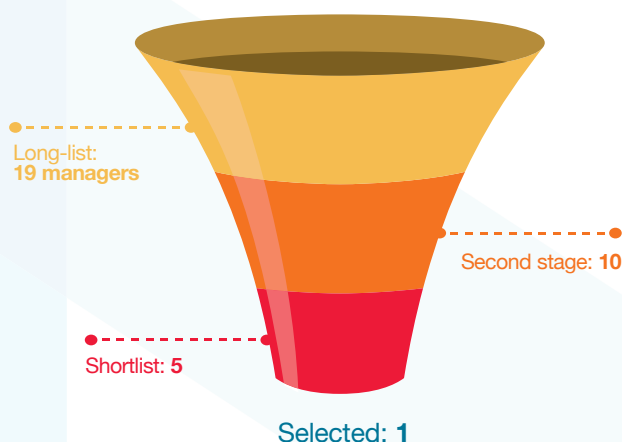 Long-list:
19 managers
Second stage: 10
Shortlist: 5
Selected: 1